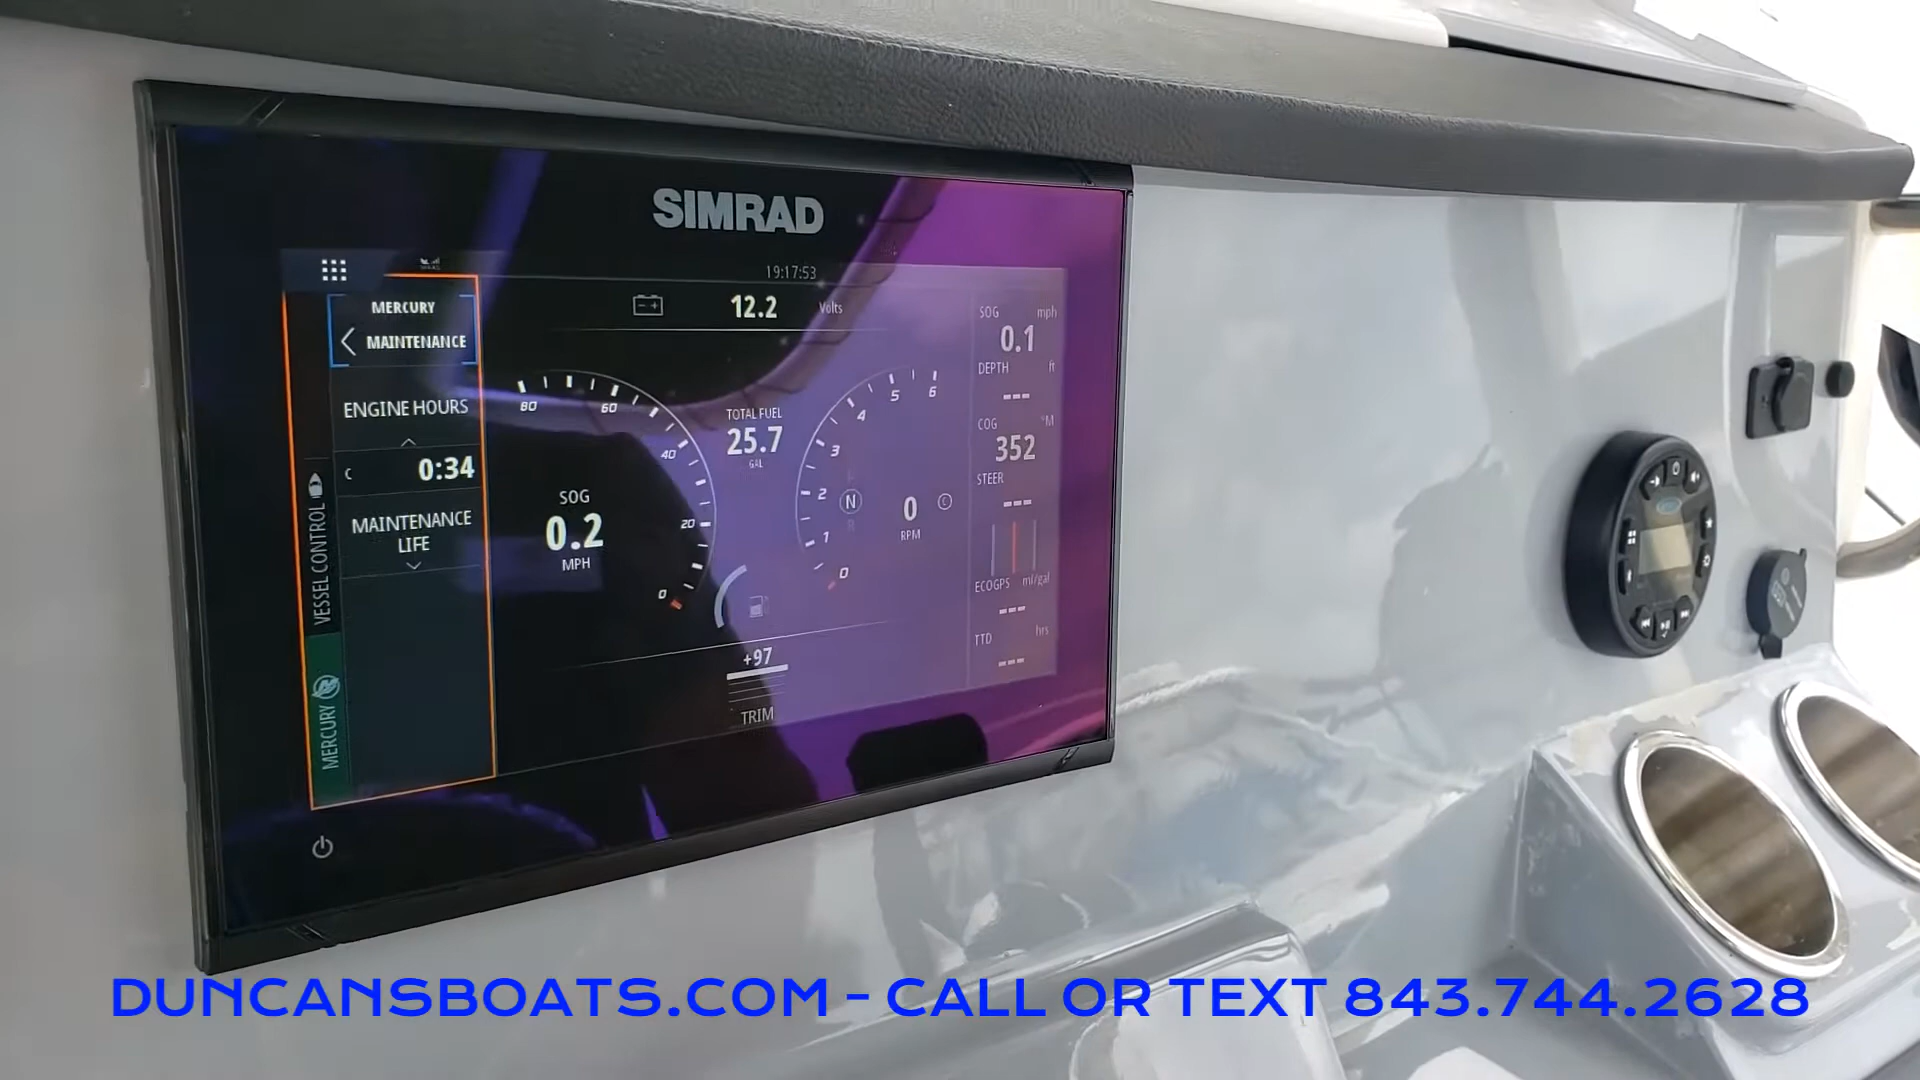 SIMRAD
19:17:53
12.2 Volts
MERCURY
MAINTENANCE
ENGINE HOURS
C 0:34
MAINTENANCE
LIFE
VESSEL CONTROL
MERCURY
80 60 40 20 0
SOG
0.2
MPH
TOTAL FUEL
25.7
GAL
6 5 4 3 2 1 0
N
R
0 C
RPM
+97
TRIM
SOG mph
0.1
DEPTH ft
---
COG °M
352
STEER
---
ECOGPS mi/gal
---
TTD hrs
---
DUNCANSBOATS.COM - CALL OR TEXT 843.744.2628